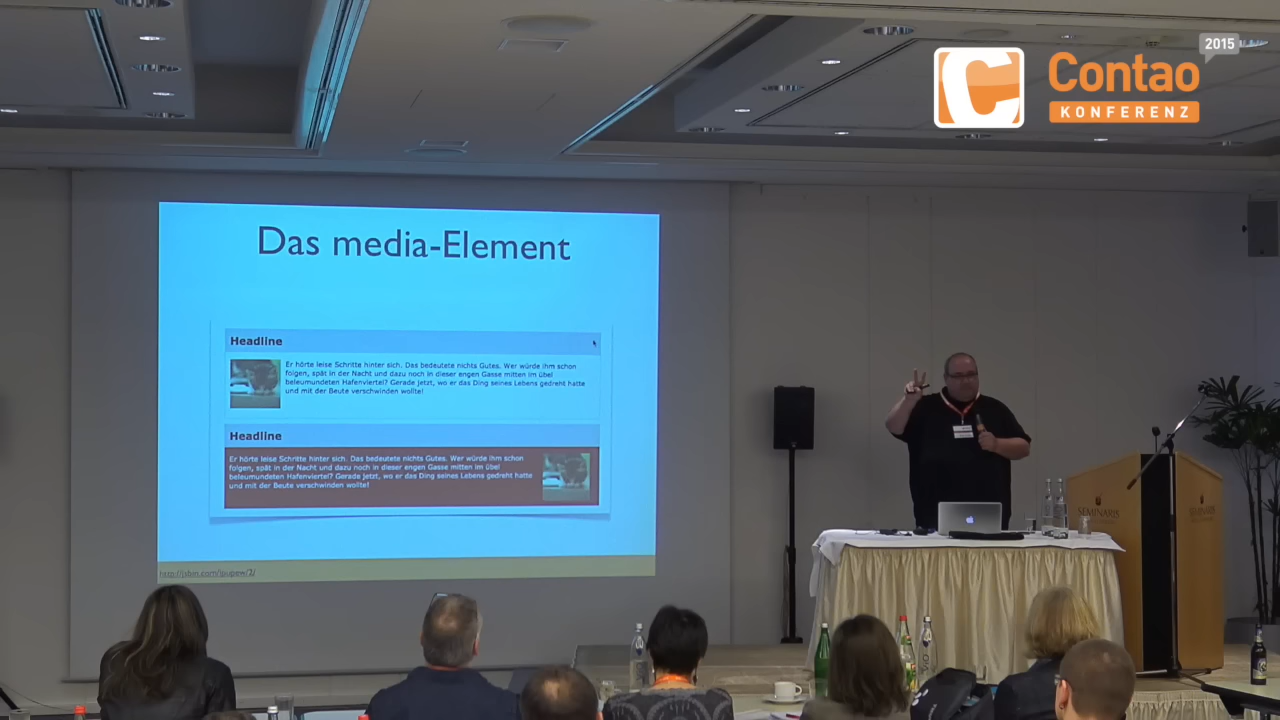 2015
Contao
KONFERENZ
Das media-Element
Headline
Er hörte leise Schritte hinter sich. Das bedeutete nichts Gutes. Wer würde ihm schon
folgen, spät in der Nacht und dazu noch in dieser engen Gasse mitten im übel
beleumundeten Hafenviertel? Gerade jetzt, wo er das Ding seines Lebens gedreht hatte
und mit der Beute verschwinden wollte!
Headline
Er hörte leise Schritte hinter sich. Das bedeutete nichts Gutes. Wer würde ihm schon
folgen, spät in der Nacht und dazu noch in dieser engen Gasse mitten im übel
beleumundeten Hafenviertel? Gerade jetzt, wo er das Ding seines Lebens gedreht hatte
und mit der Beute verschwinden wollte!
SEMINARIS